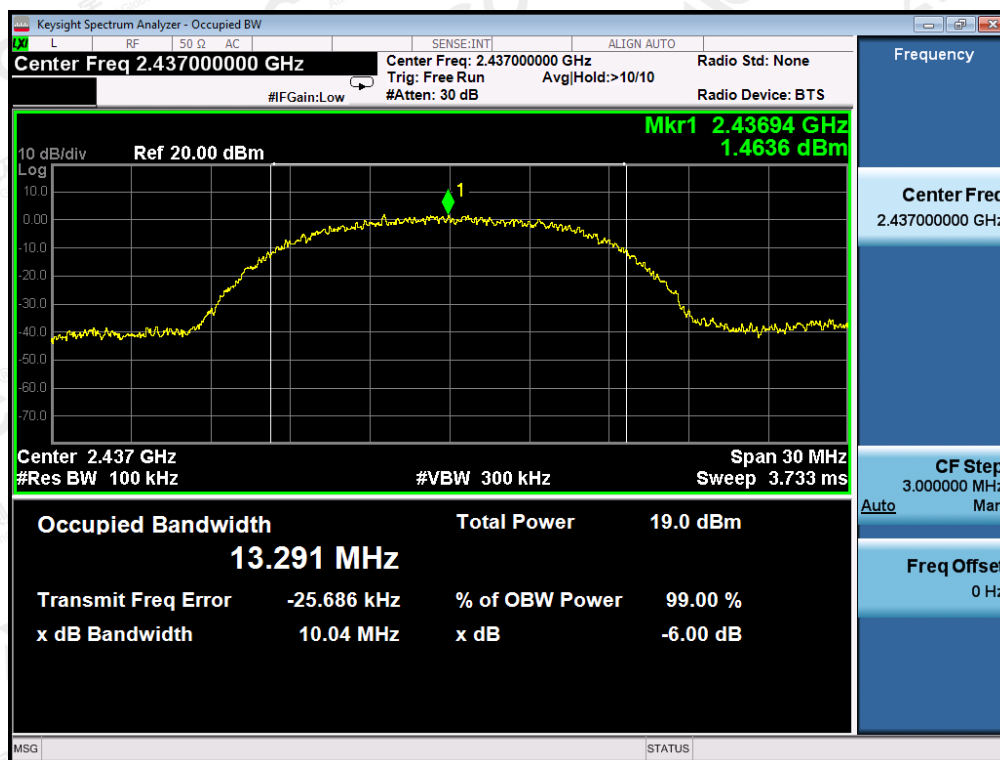 Keysight Spectrum Analyzer - Occupied BW
LXI L RF 50 Ω AC SENSE:INT ALIGN AUTO
Center Freq 2.437000000 GHz
Center Freq: 2.437000000 GHz Radio Std: None
Trig: Free Run Avg|Hold:>10/10
#IFGain:Low #Atten: 30 dB Radio Device: BTS
Mkr1 2.43694 GHz
1.4636 dBm
10 dB/div Ref 20.00 dBm
Log
10.0
0.00
-10.0
-20.0
-30.0
-40.0
-50.0
-60.0
-70.0
1
Center 2.437 GHz Span 30 MHz
#Res BW 100 kHz #VBW 300 kHz Sweep 3.733 ms
Occupied Bandwidth Total Power 19.0 dBm
13.291 MHz
Transmit Freq Error -25.686 kHz % of OBW Power 99.00 %
x dB Bandwidth 10.04 MHz x dB -6.00 dB
Frequency
Center Freq
2.437000000 GHz
CF Step
3.000000 MHz
Auto Man
Freq Offset
0 Hz
MSG STATUS